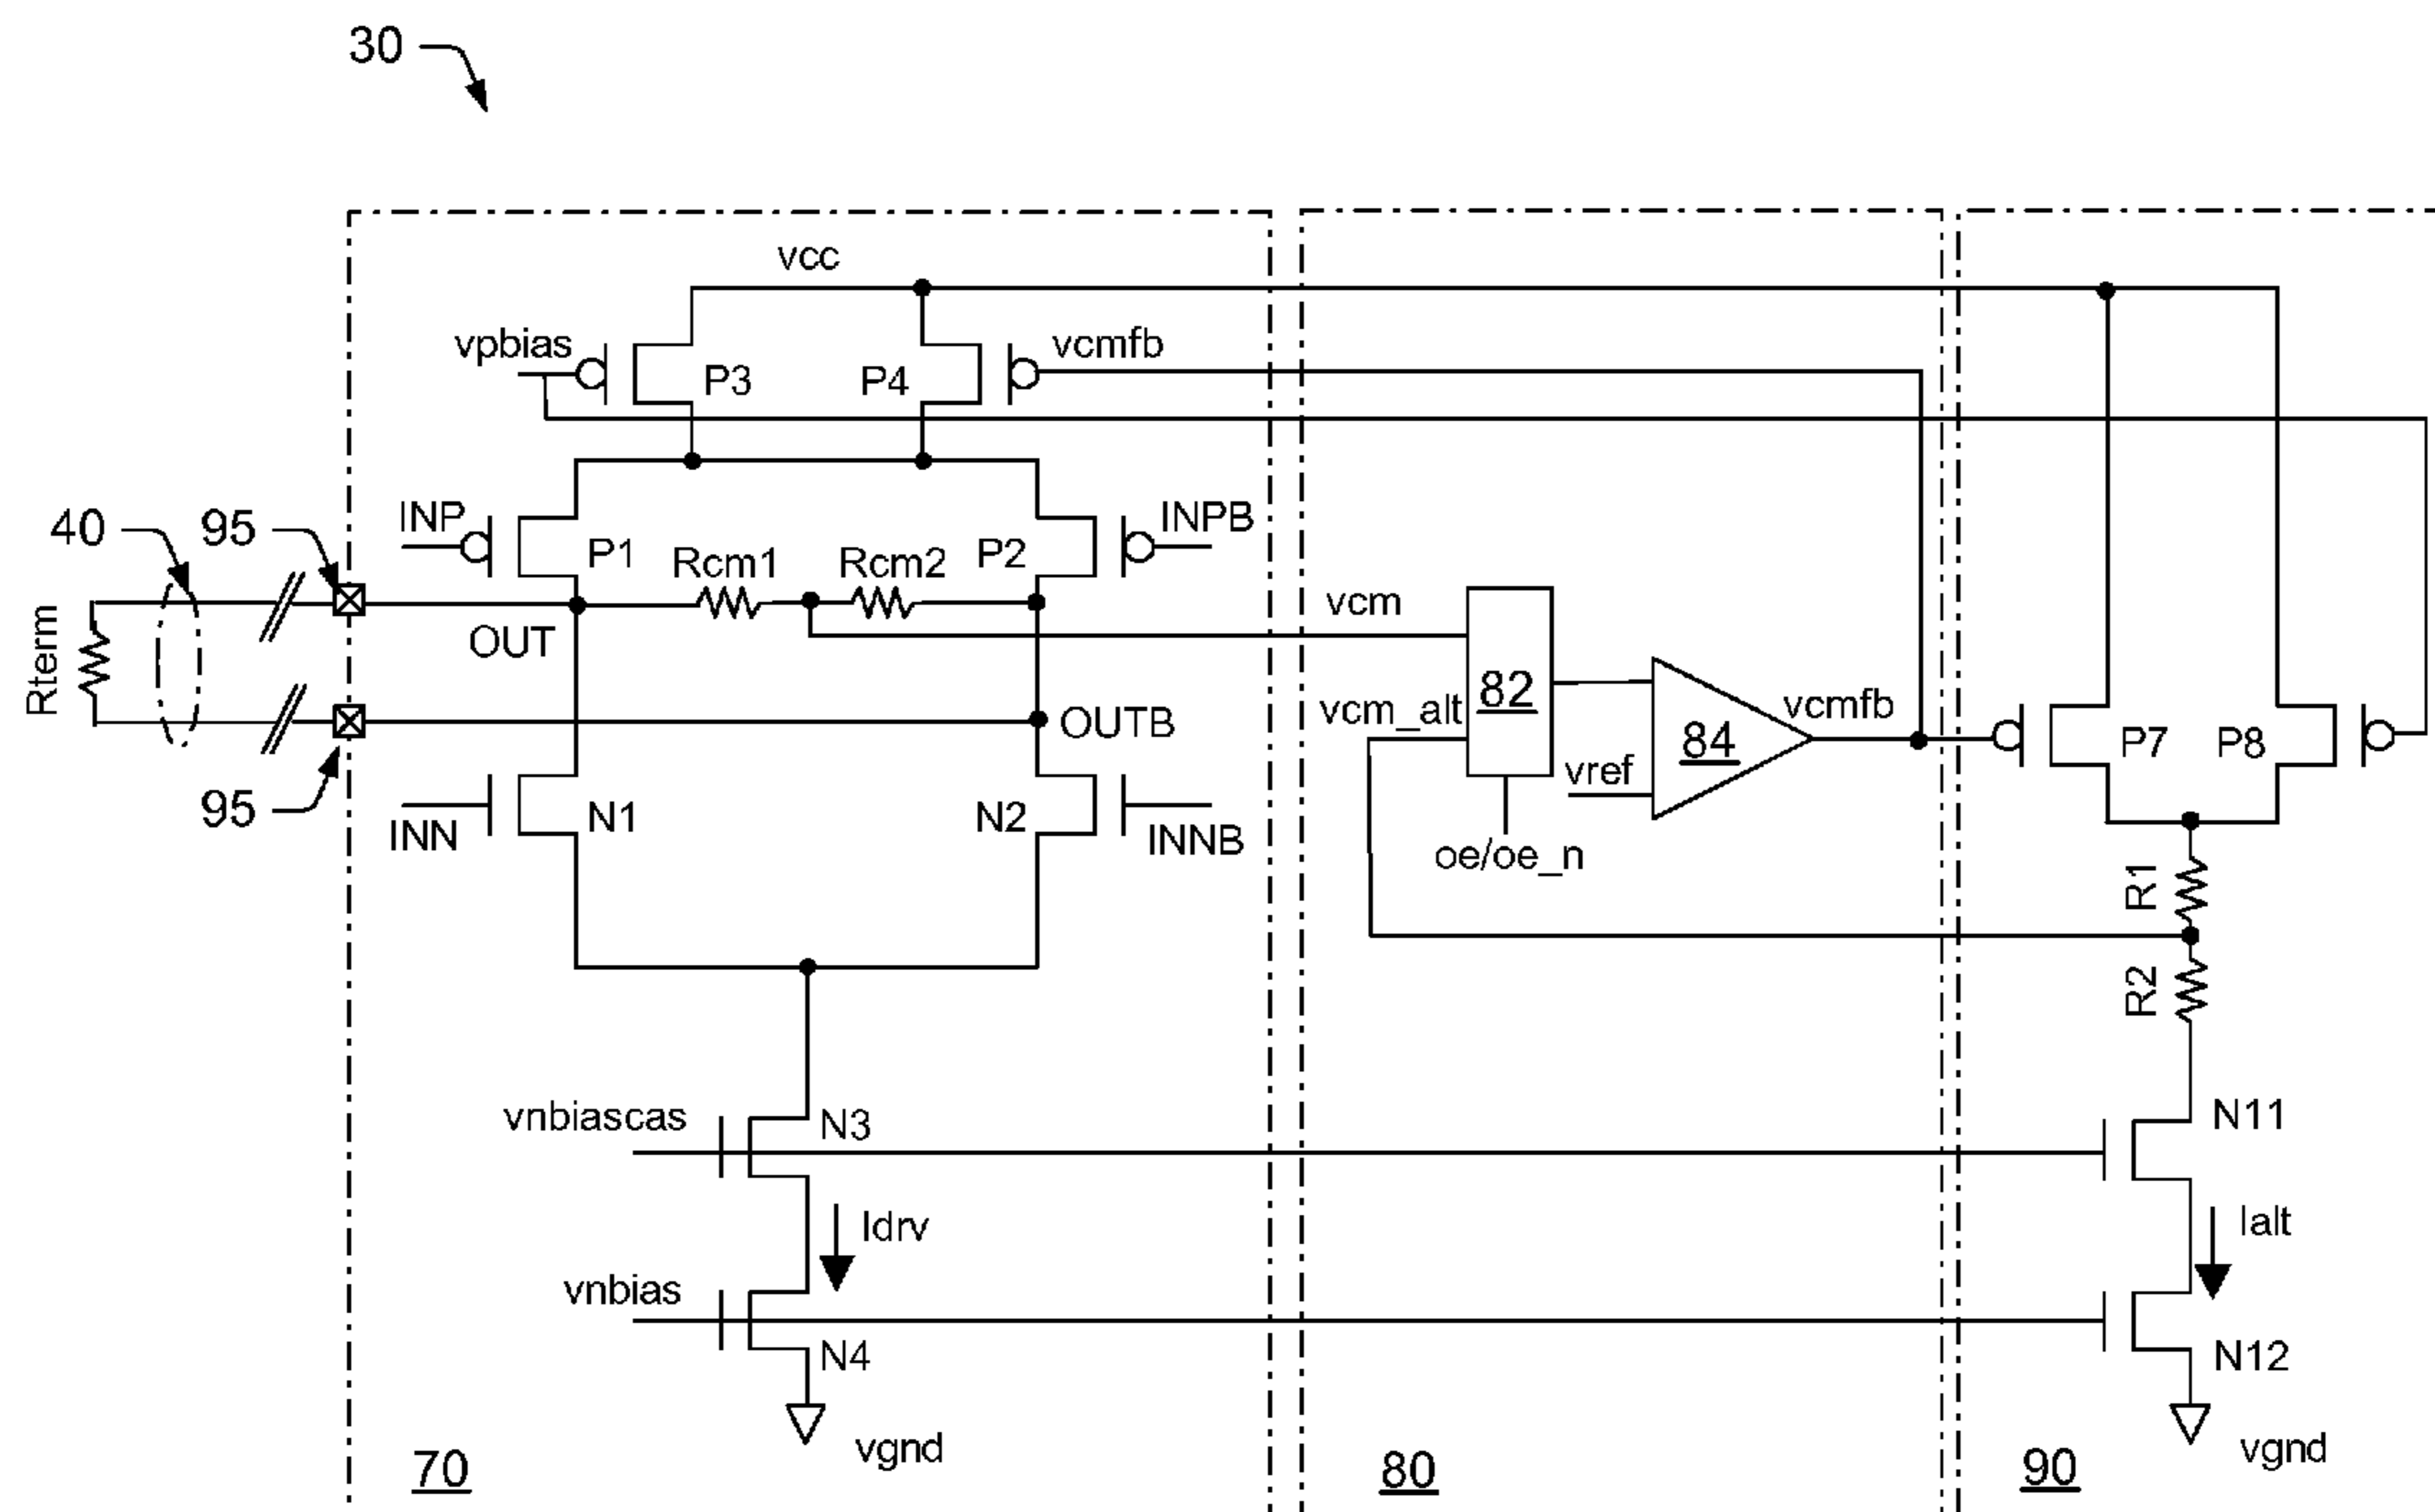 30
vcc
vpbias
P3
P4
vcmfb
40
95
INP
P1
Rcm1
Rcm2
P2
INPB
Rterm
OUT
vcm
82
vcm_alt
OUTB
84
vcmfb
vref
P7
P8
95
INN
N1
N2
INNB
oe/oe_n
R1
R2
vnbiascas
N3
N11
Idrv
Ialt
vnbias
N4
N12
vgnd
vgnd
70
80
90